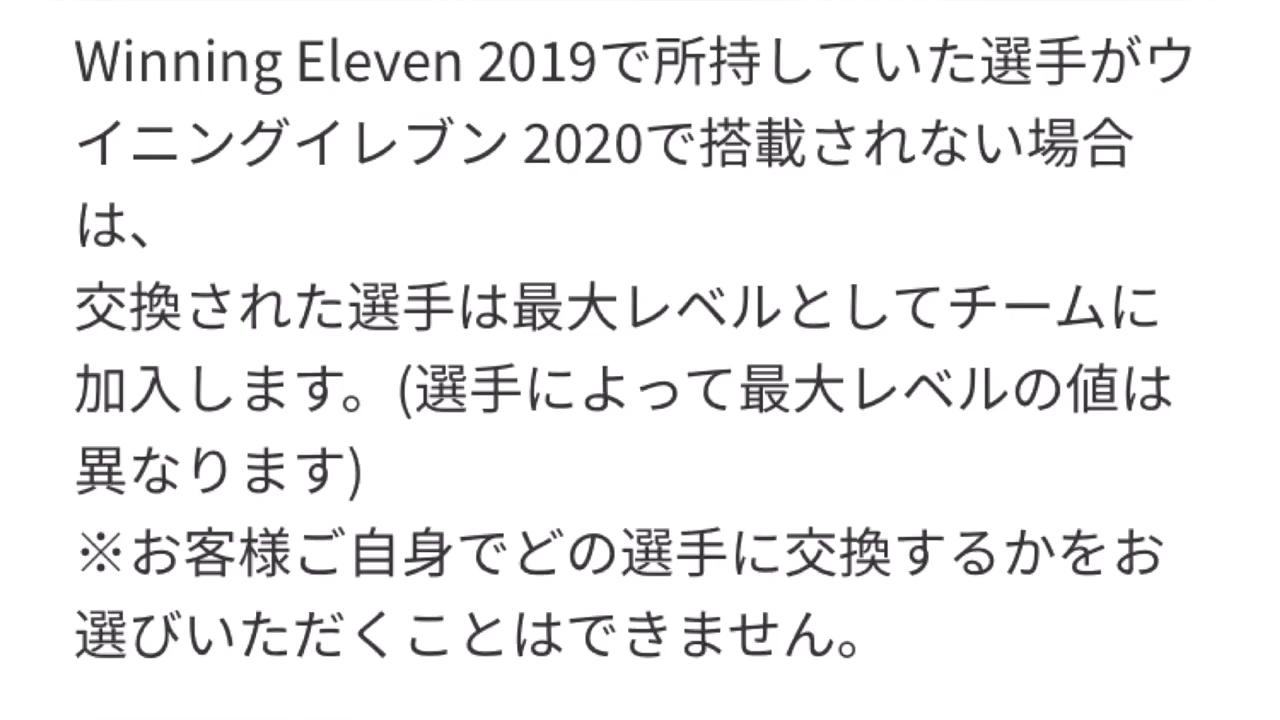 Winning Eleven 2019で所持していた選手がウ
イニングイレブン 2020で搭載されない場合
は、
交換された選手は最大レベルとしてチームに
加入します。(選手によって最大レベルの値は
異なります)
※お客様ご自身でどの選手に交換するかをお
選びいただくことはできません。